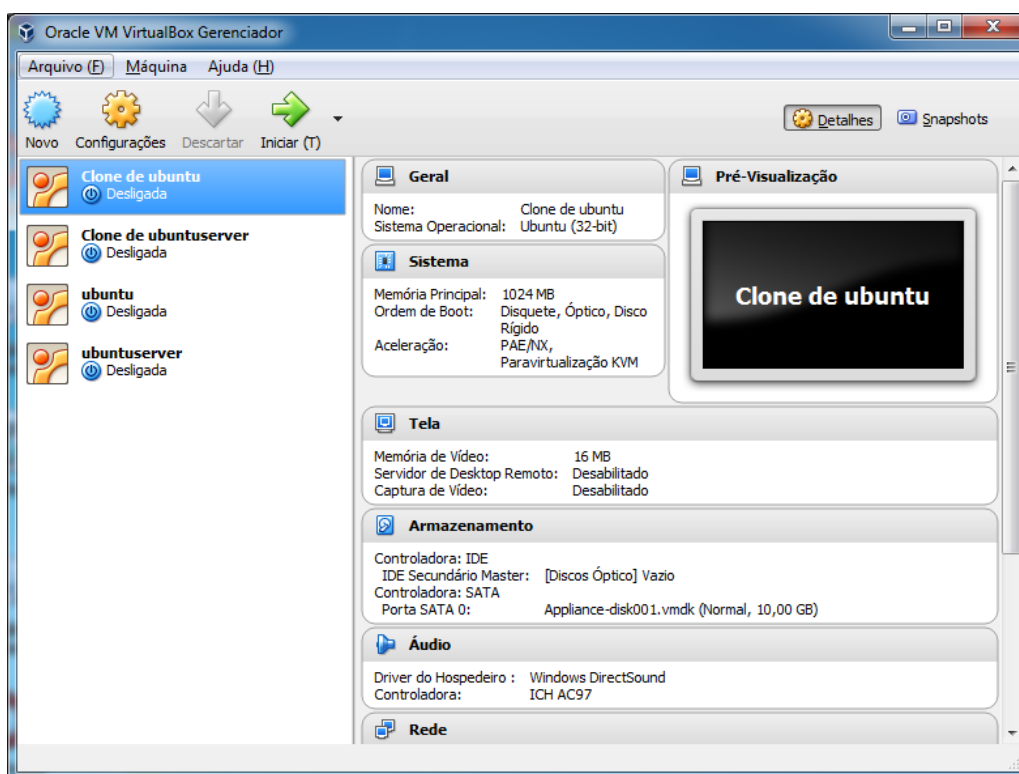 Oracle VM VirtualBox Gerenciador
Arquivo (F) Máquina Ajuda (H)
Novo Configurações Descartar Iniciar (T)
Detalhes Snapshots
Clone de ubuntu
Desligada
Clone de ubuntuserver
Desligada
ubuntu
Desligada
ubuntuserver
Desligada
Geral
Nome: Clone de ubuntu
Sistema Operacional: Ubuntu (32-bit)
Sistema
Memória Principal: 1024 MB
Ordem de Boot: Disquete, Óptico, Disco
Rígido
Aceleração: PAE/NX,
Paravirtualização KVM
Pré-Visualização
Clone de ubuntu
Tela
Memória de Vídeo: 16 MB
Servidor de Desktop Remoto: Desabilitado
Captura de Vídeo: Desabilitado
Armazenamento
Controladora: IDE
IDE Secundário Master: [Discos Óptico] Vazio
Controladora: SATA
Porta SATA 0: Appliance-disk001.vmdk (Normal, 10,00 GB)
Áudio
Driver do Hospedeiro : Windows DirectSound
Controladora: ICH AC97
Rede